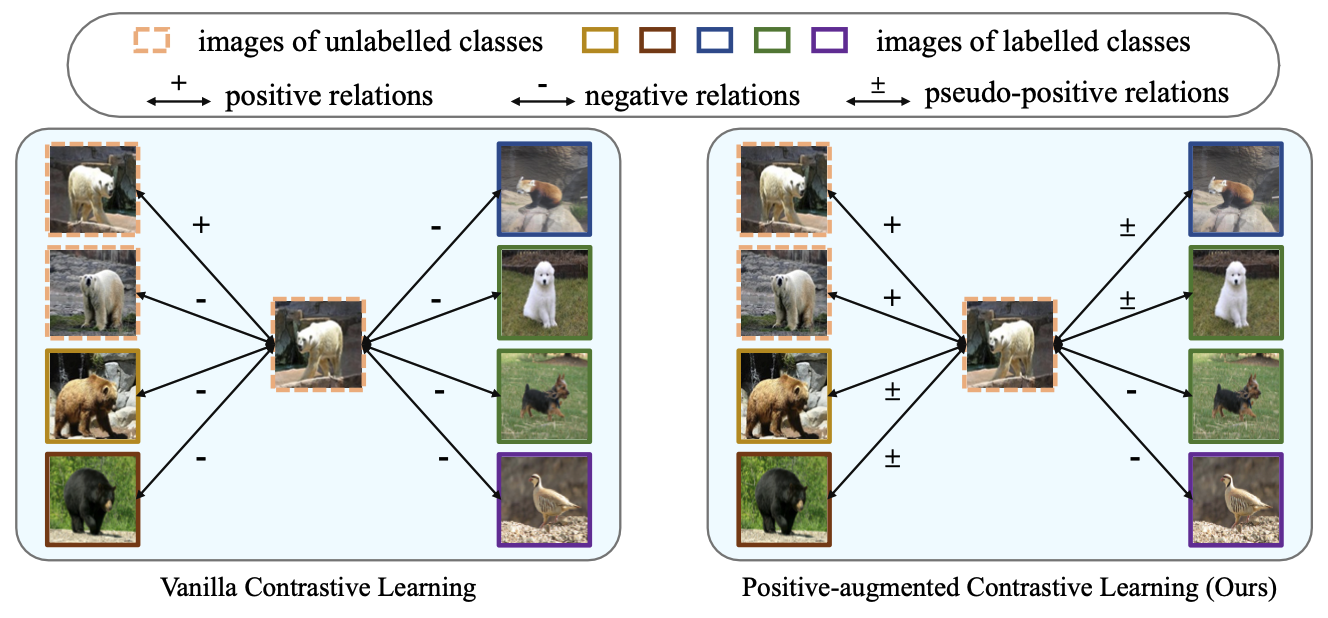 images of unlabelled classes images of labelled classes
+ positive relations - negative relations ± pseudo-positive relations
+ - + ±
- - + ±
- - ± -
- - ± -
Vanilla Contrastive Learning Positive-augmented Contrastive Learning (Ours)